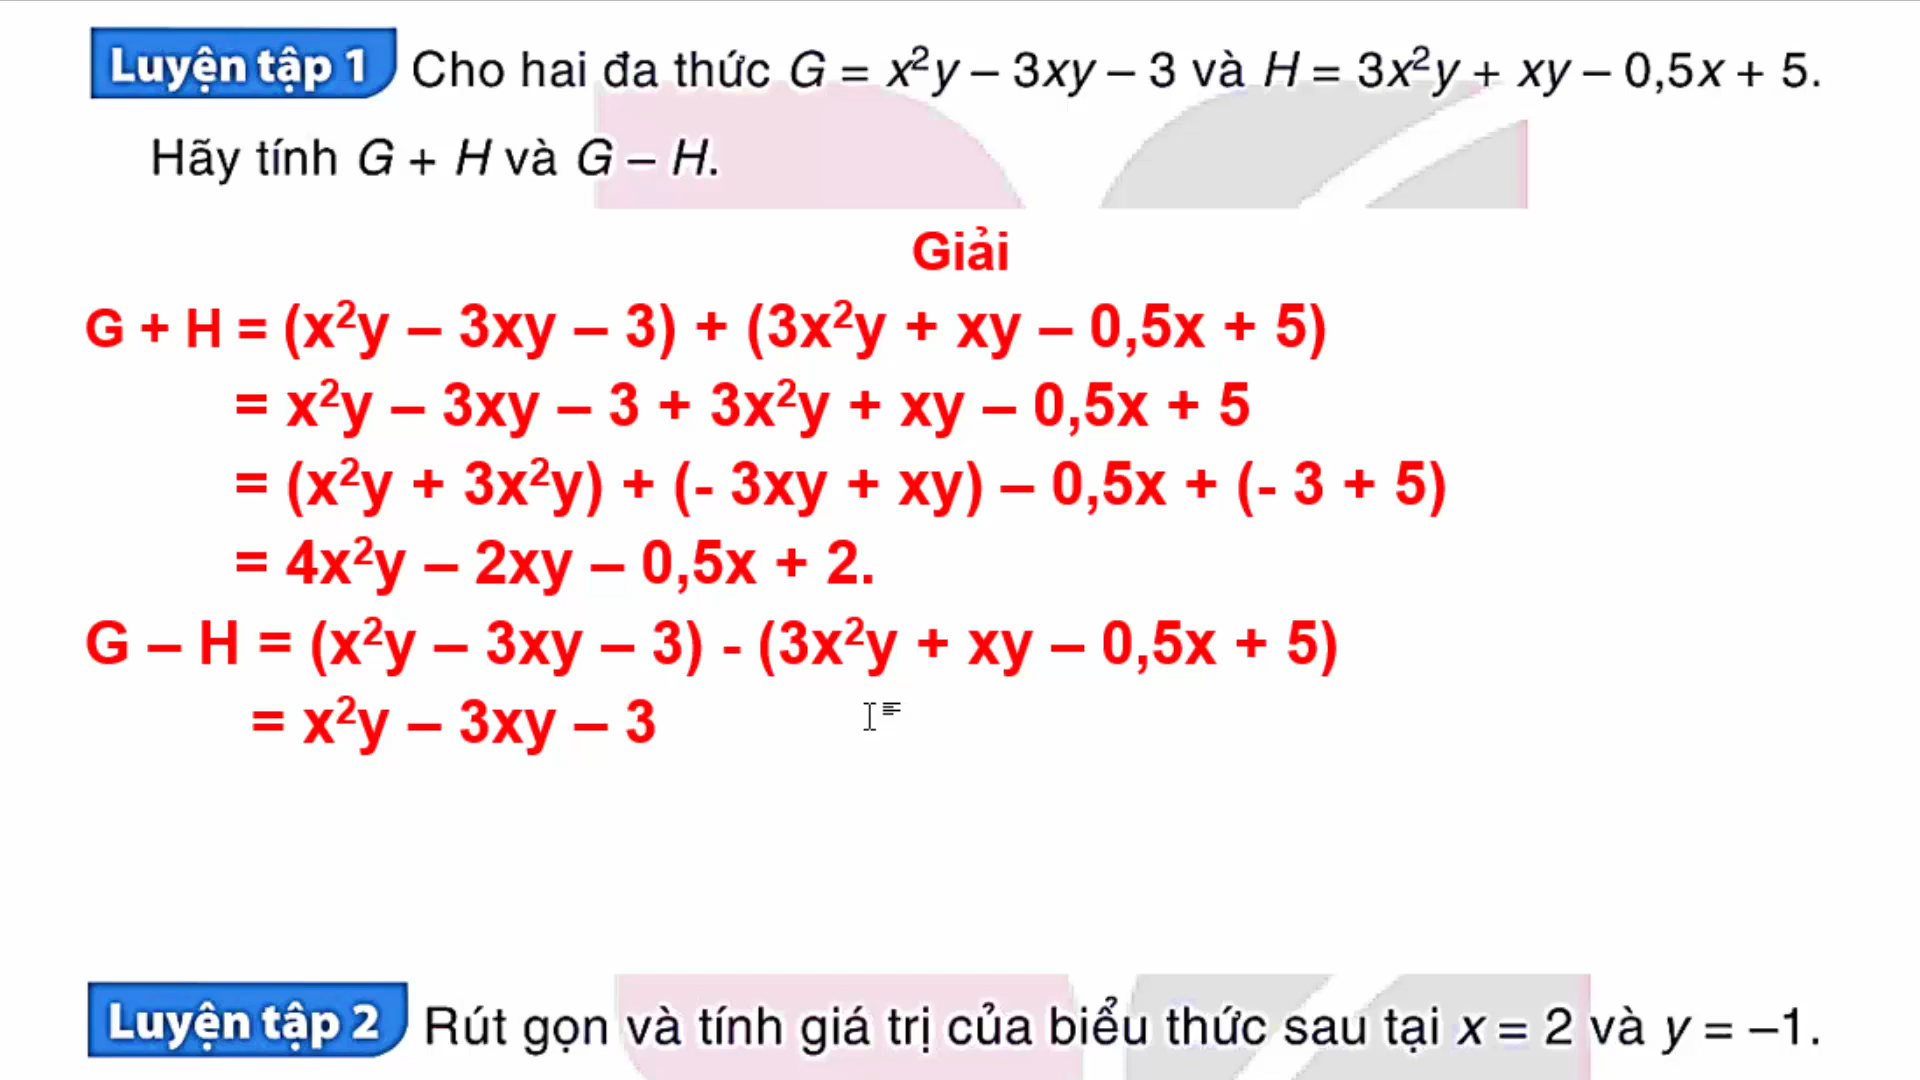 Luyện tập 1 Cho hai đa thức G = x²y – 3xy – 3 và H = 3x²y + xy – 0,5x + 5.
Hãy tính G + H và G – H.
Giải
G + H = (x²y – 3xy – 3) + (3x²y + xy – 0,5x + 5)
= x²y – 3xy – 3 + 3x²y + xy – 0,5x + 5
= (x²y + 3x²y) + (- 3xy + xy) – 0,5x + (- 3 + 5)
= 4x²y – 2xy – 0,5x + 2.
G – H = (x²y – 3xy – 3) - (3x²y + xy – 0,5x + 5)
= x²y – 3xy – 3
Luyện tập 2 Rút gọn và tính giá trị của biểu thức sau tại x = 2 và y = –1.